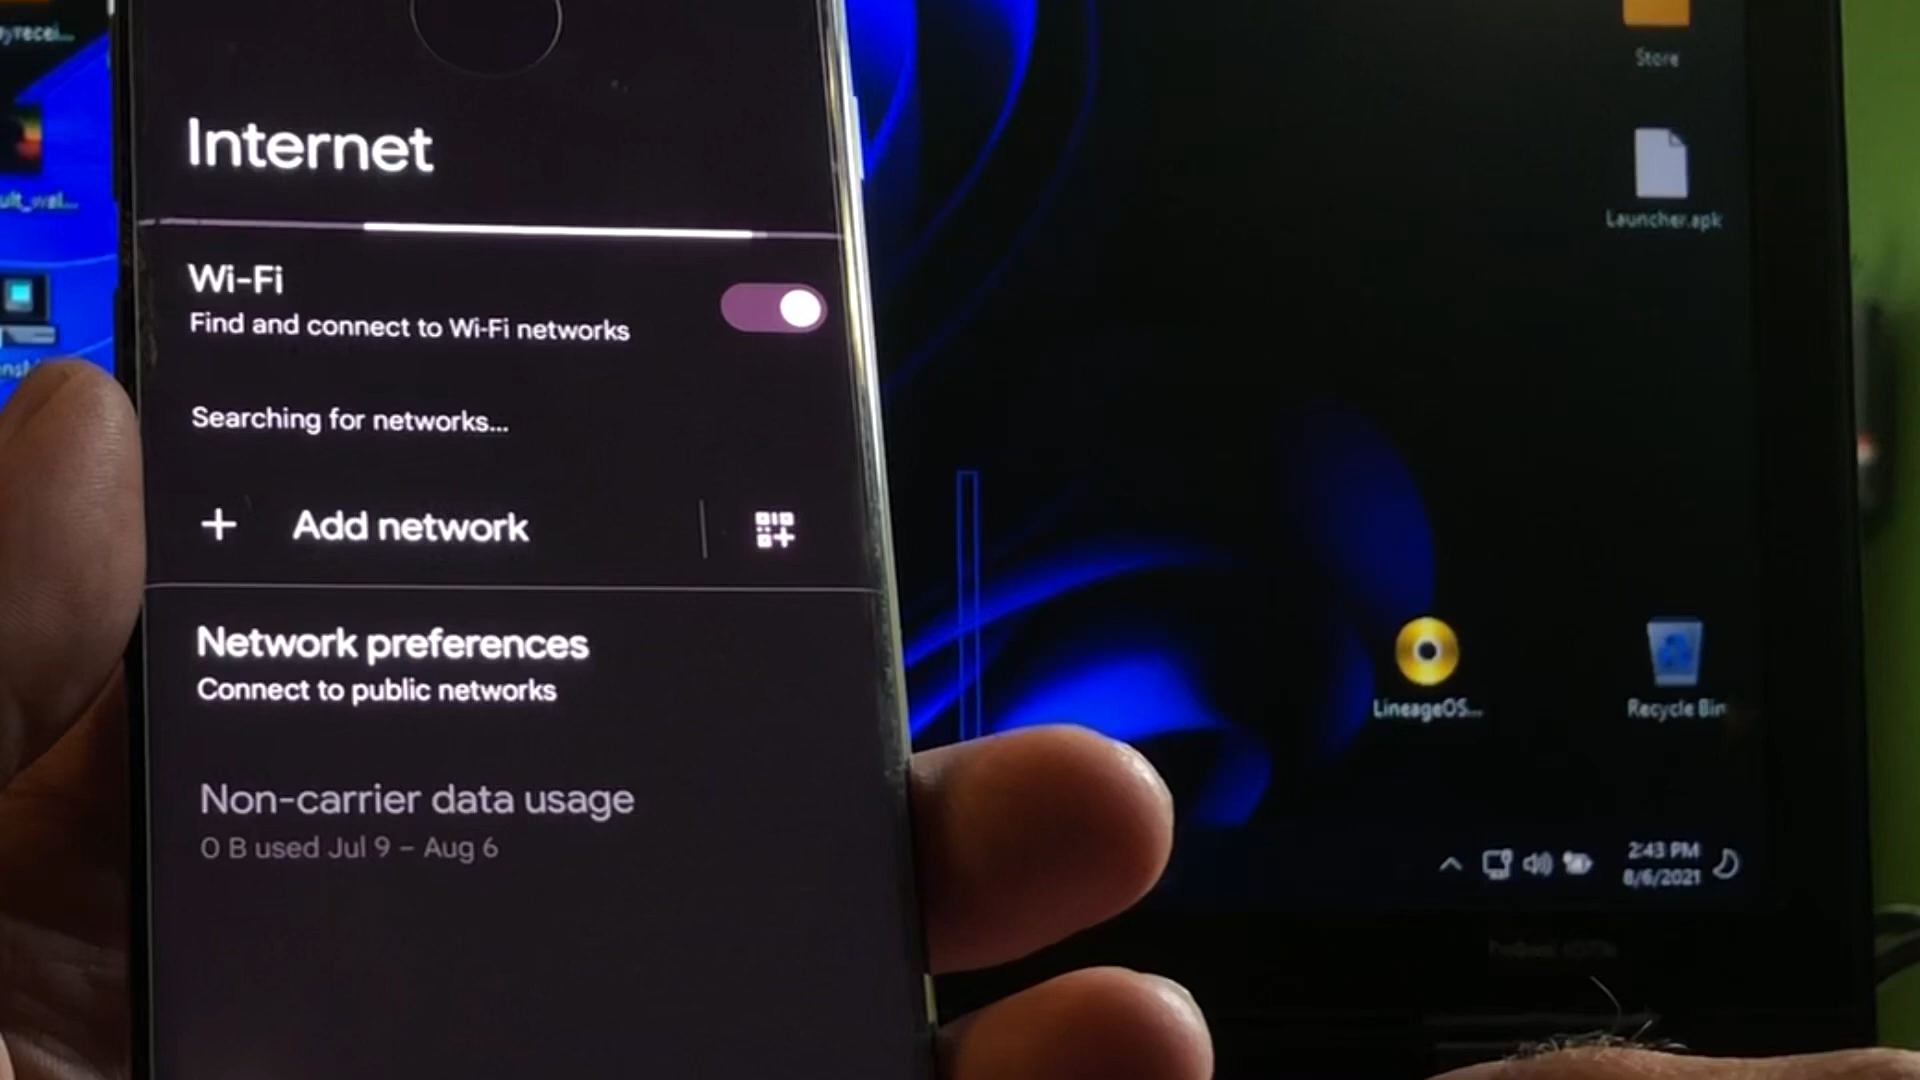 Internet
Wi-Fi
Find and connect to Wi-Fi networks
Searching for networks...
Add network
Network preferences
Connect to public networks
Non-carrier data usage
0 B used Jul 9 – Aug 6
Store
Launcher.apk
LineageOS...
Recycle Bin
2:43 PM
8/6/2021